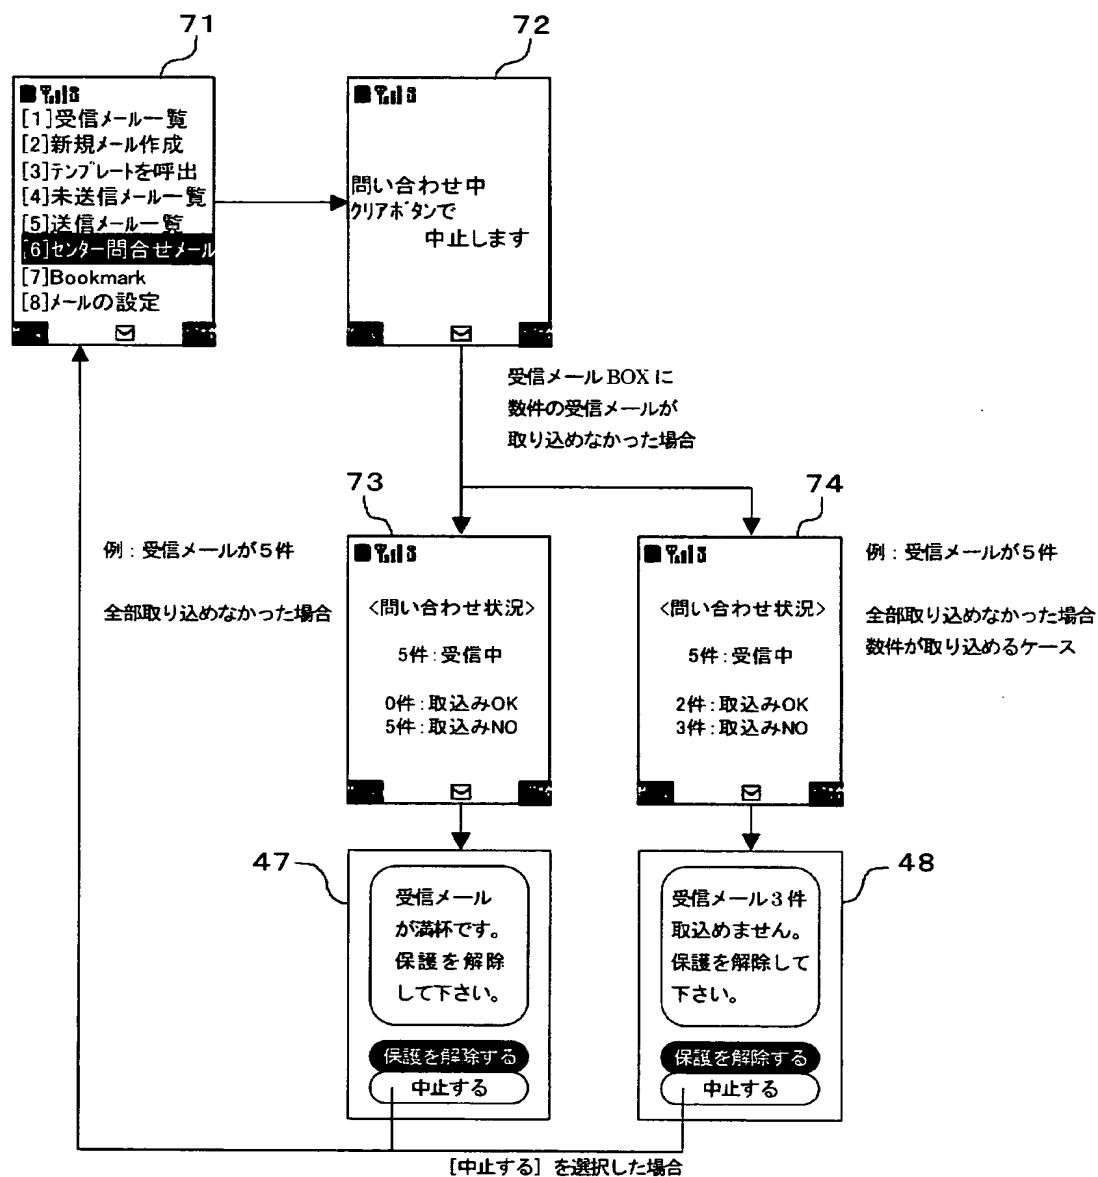 71
[1]受信メール一覧
[2]新規メール作成
[3]テンプレートを呼出
[4]未送信メール一覧
[5]送信メール一覧
[6]センター問合せメール
[7]Bookmark
[8]メールの設定
72
問い合わせ中
クリアボタンで
中止します
受信メール BOX に
数件の受信メールが
取り込めなかった場合
73
例：受信メールが５件
全部取り込めなかった場合
<問い合わせ状況>
5件：受信中
0件：取込みOK
5件：取込みNO
74
<問い合わせ状況>
5件：受信中
2件：取込みOK
3件：取込みNO
例：受信メールが５件
全部取り込めなかった場合
数件が取り込めるケース
47
受信メール
が満杯です。
保護を解除
して下さい。
保護を解除する
中止する
48
受信メール３件
取込めません。
保護を解除して
下さい。
保護を解除する
中止する
［中止する］を選択した場合